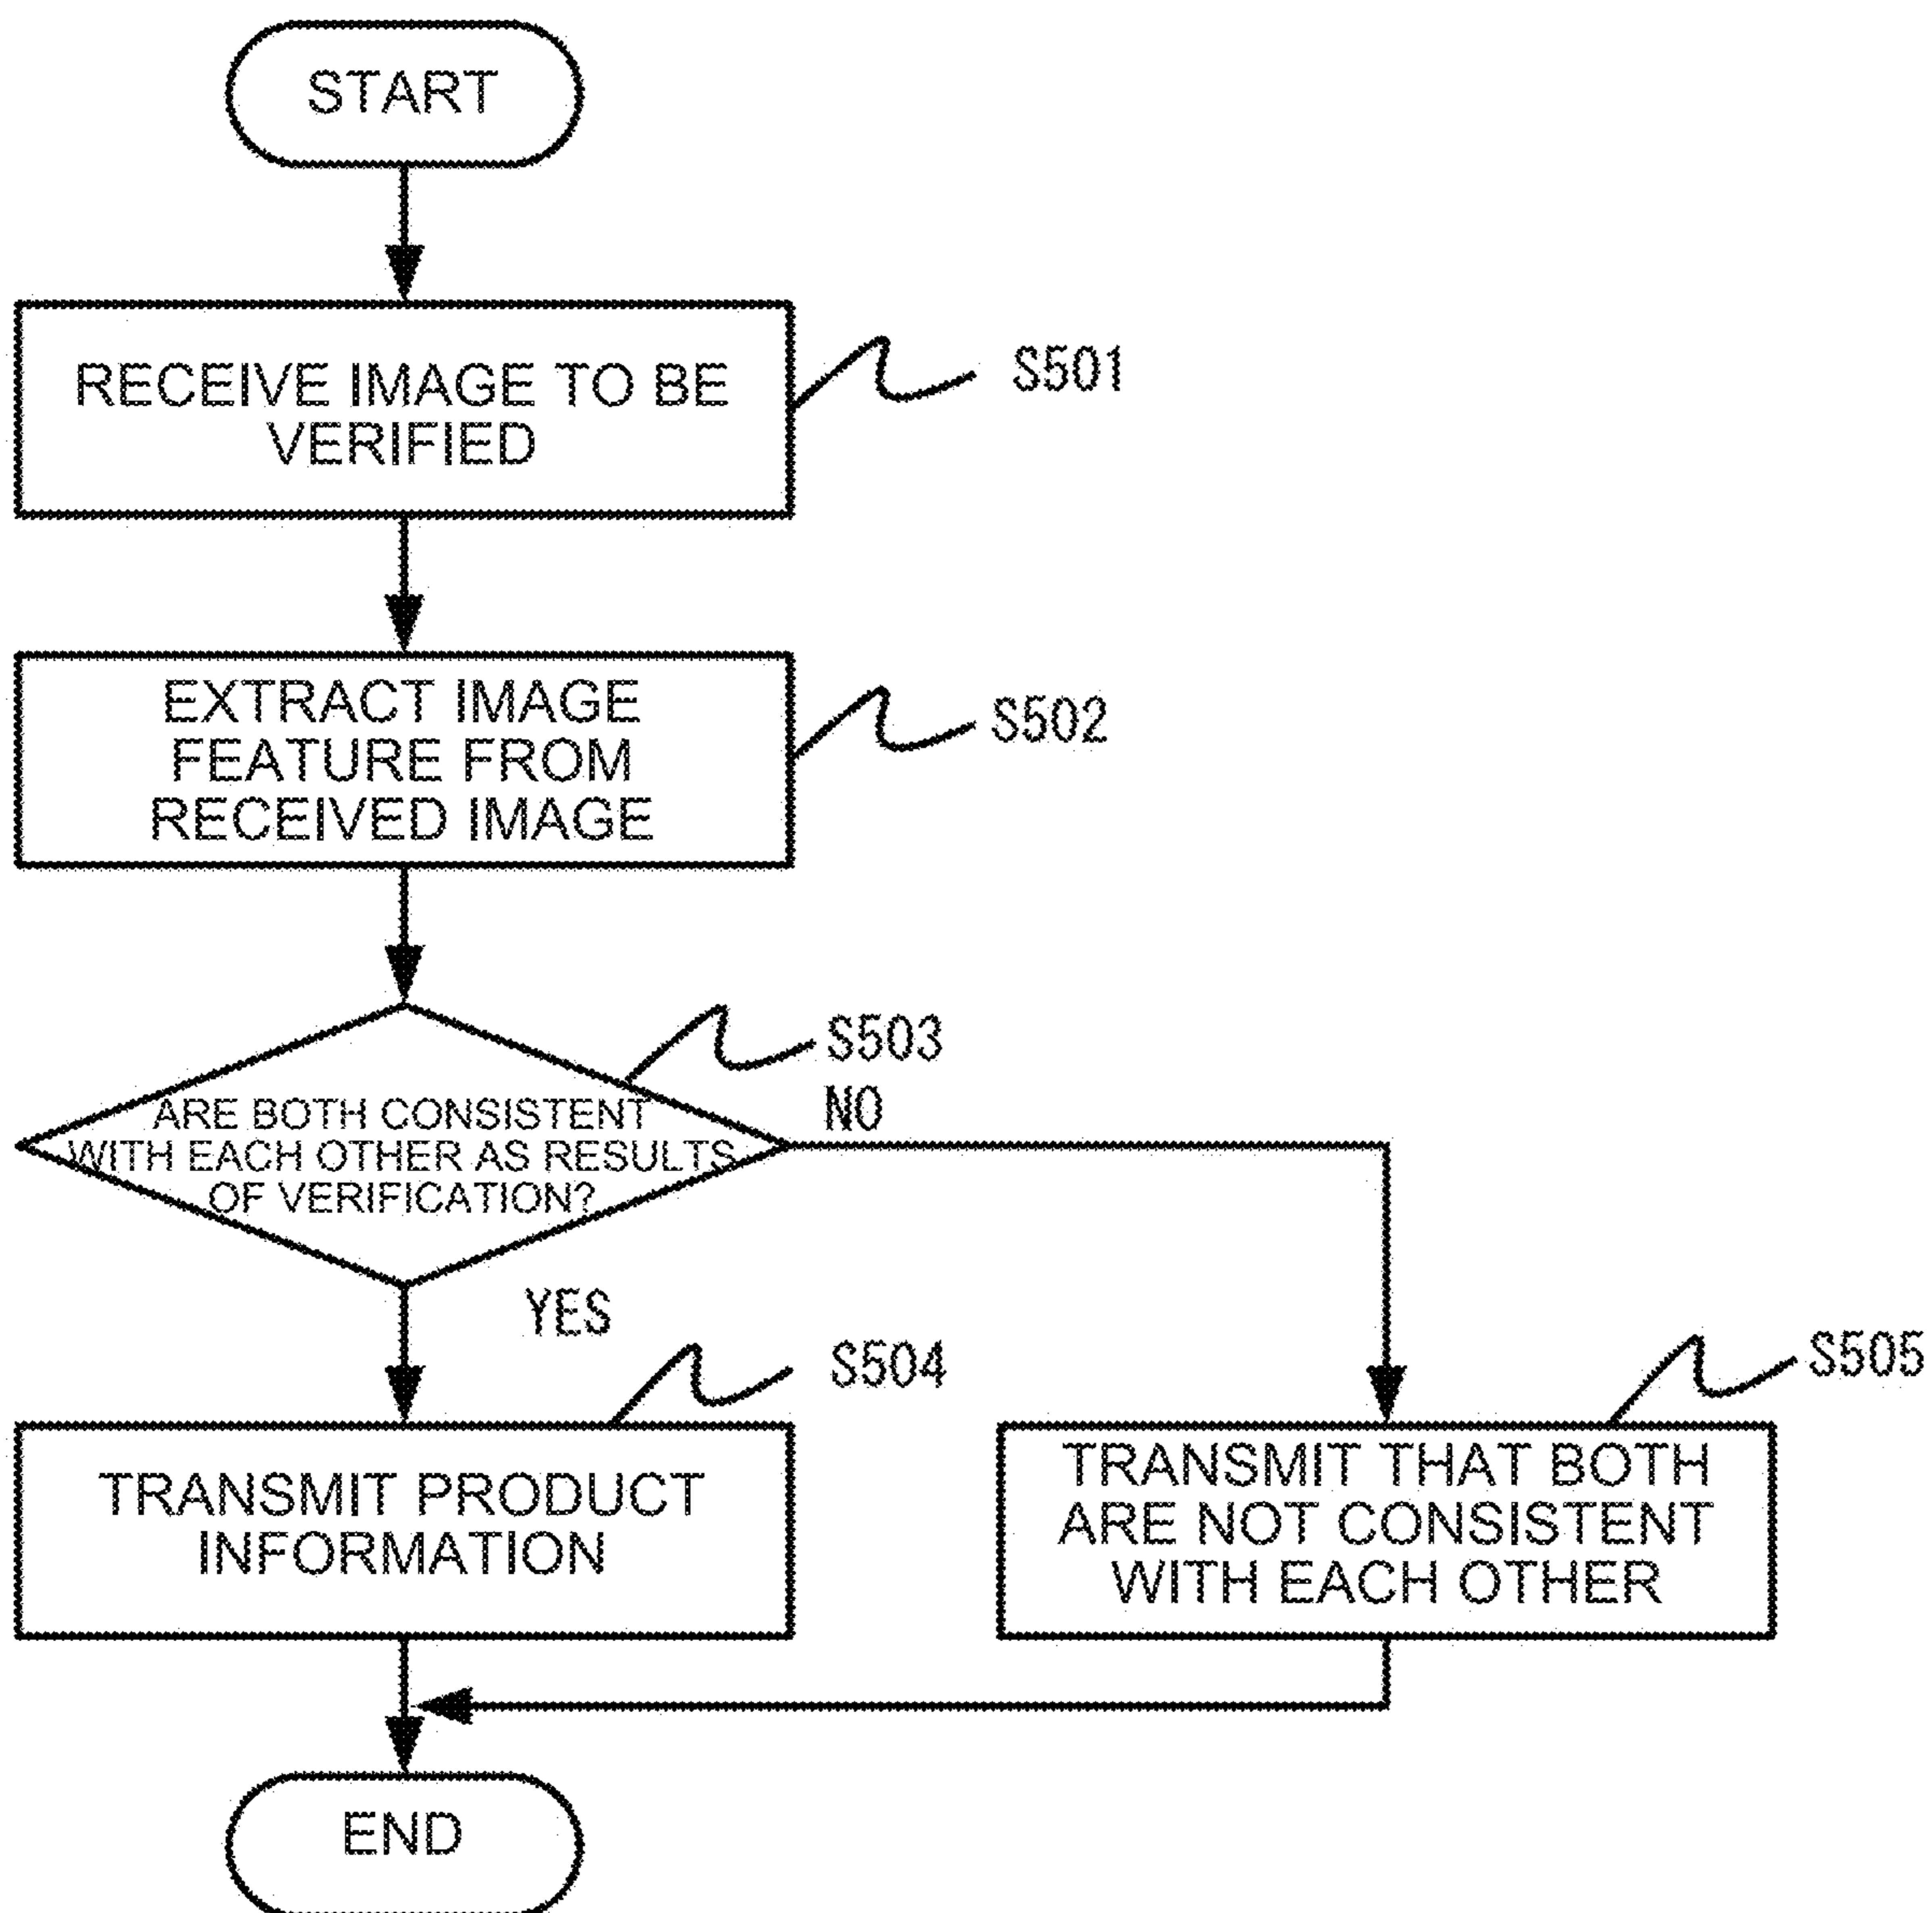 START
RECEIVE IMAGE TO BE
VERIFIED
S501
EXTRACT IMAGE
FEATURE FROM
RECEIVED IMAGE
S502
S503
ARE BOTH CONSISTENT
WITH EACH OTHER AS RESULTS
OF VERIFICATION?
NO
YES
S504
TRANSMIT PRODUCT
INFORMATION
S505
TRANSMIT THAT BOTH
ARE NOT CONSISTENT
WITH EACH OTHER
END